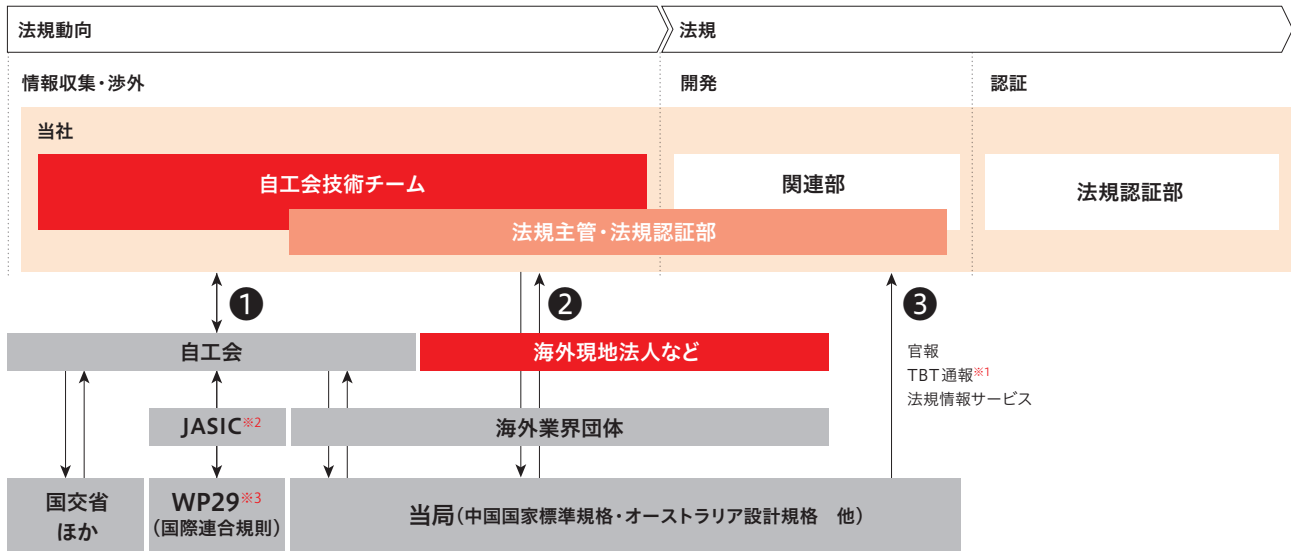 法規動向
法規
情報収集・渉外
開発
認証
当社
自工会技術チーム
関連部
法規認証部
法規主管・法規認証部
❶
❷
❸
自工会
海外現地法人など
官報
TBT通報※1
法規情報サービス
JASIC※2
海外業界団体
国交省
ほか
WP29※3
(国際連合規則)
当局(中国国家標準規格・オーストラリア設計規格　他)